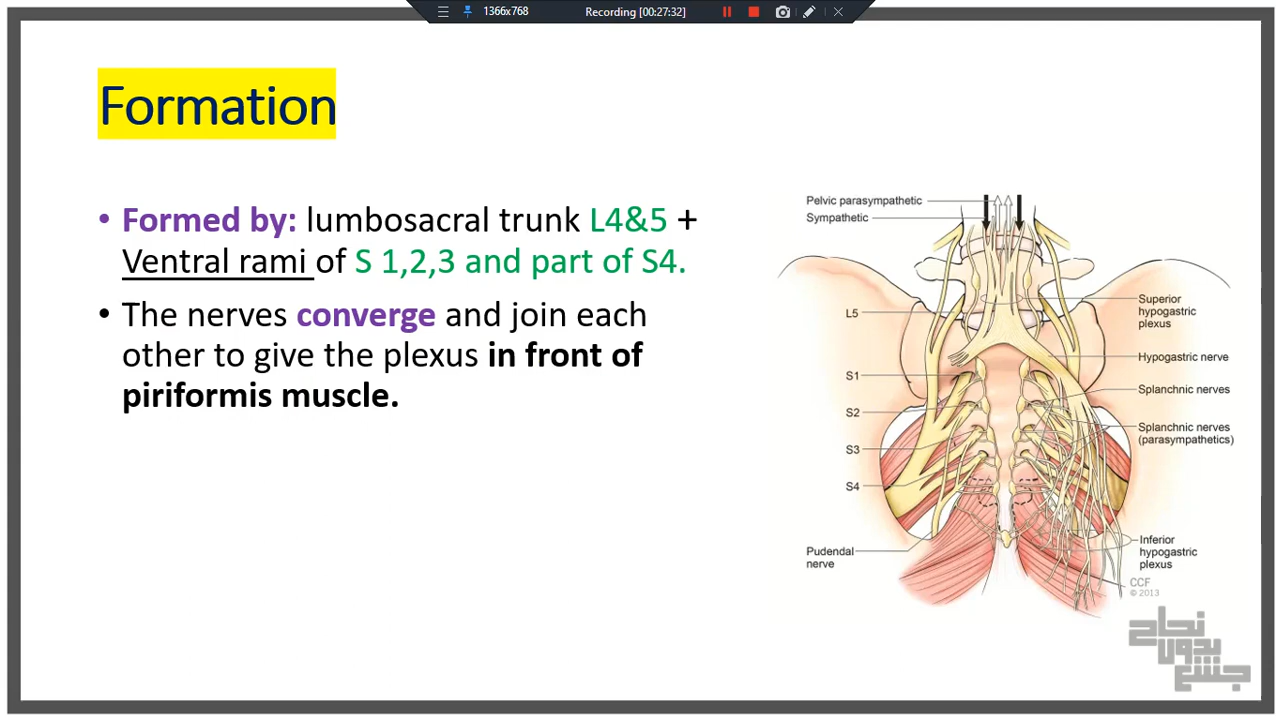 1366x768
Recording [00:27:32]
Formation
• Formed by: lumbosacral trunk L4&5 +
Ventral rami of S 1,2,3 and part of S4.
• The nerves converge and join each
other to give the plexus in front of
piriformis muscle.
Pelvic parasympathetic
Sympathetic
L5
S1
S2
S3
S4
Pudendal
nerve
Superior
hypogastric
plexus
Hypogastric nerve
Splanchnic nerves
Splanchnic nerves
(parasympathetics)
Inferior
hypogastric
plexus
CCF
© 2013
نجاح
بدون
جشع